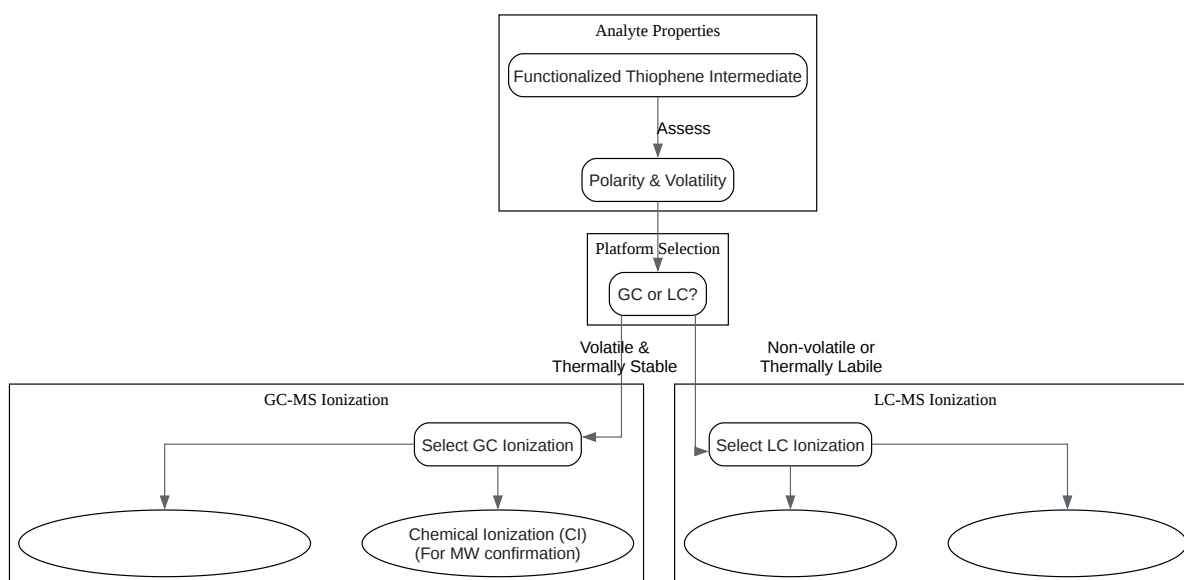 Analyte Properties
Functionalized Thiophene Intermediate
Assess
Polarity & Volatility
Platform Selection
GC or LC?
Volatile &
Thermally Stable
Non-volatile or
Thermally Labile
GC-MS Ionization
LC-MS Ionization
Select GC Ionization
Select LC Ionization
Chemical Ionization (CI)
(For MW confirmation)